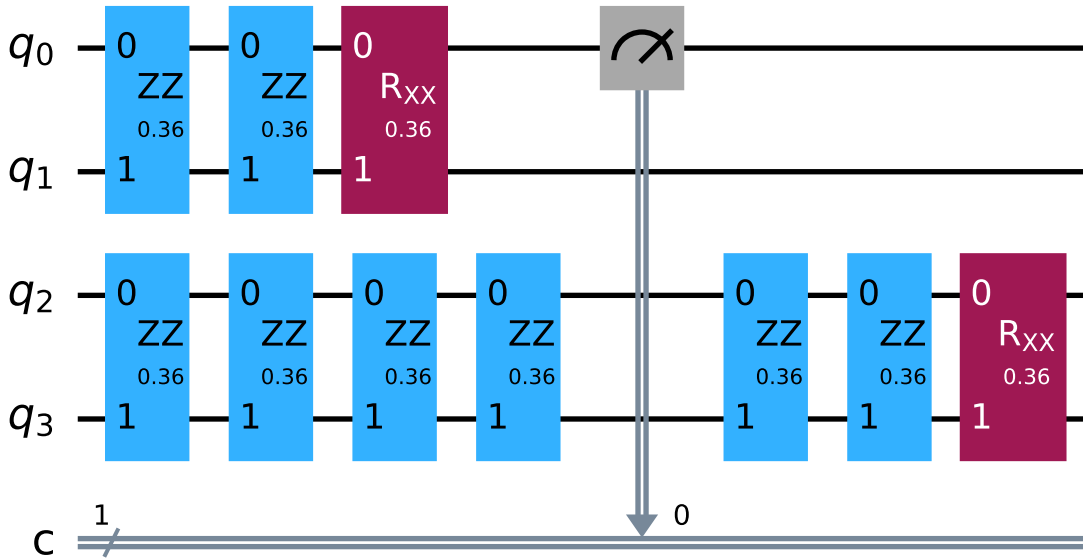 q0 0 0 0
ZZ ZZ RXX
0.36 0.36 0.36
q1 1 1 1
q2 0 0 0 0 0 0 0
ZZ ZZ ZZ ZZ ZZ ZZ RXX
0.36 0.36 0.36 0.36 0.36 0.36 0.36
q3 1 1 1 1 1 1 1
1 0
c